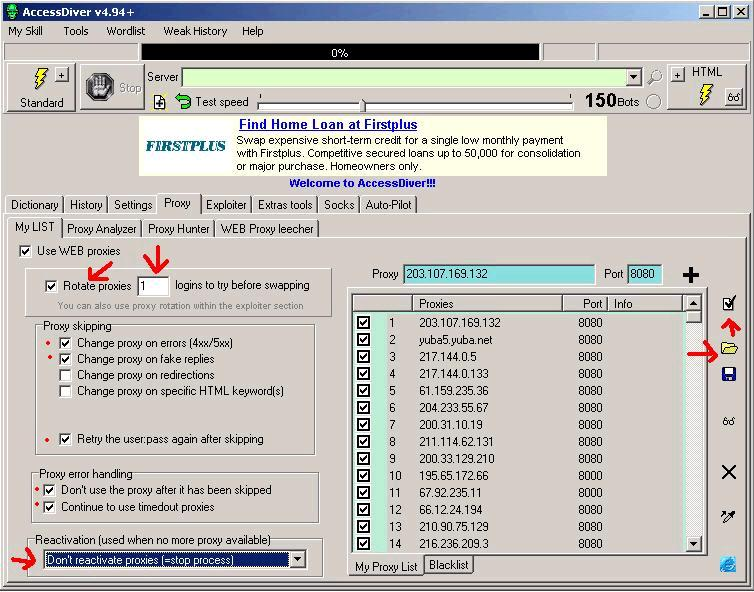 AccessDiver v4.94+
My Skill Tools Wordlist Weak History Help
0%
Standard
Stop
Server
Test speed
150Bots
HTML
FIRSTPLUS
Find Home Loan at Firstplus
Swap expensive short-term credit for a single low monthly payment
with Firstplus. Competitive secured loans up to 50,000 for consolidation
or major purchase. Homeowners only.
Welcome to AccessDiver!!!
Dictionary History Settings Proxy Exploiter Extras tools Socks Auto-Pilot
My LIST Proxy Analyzer Proxy Hunter WEB Proxy leecher
Use WEB proxies
Rotate proxies 1 logins to try before swapping
You can also use proxy rotation within the exploiter section
Proxy skipping
Change proxy on errors (4xx/5xx)
Change proxy on fake replies
Change proxy on redirections
Change proxy on specific HTML keyword(s)
Retry the user:pass again after skipping
Proxy error handling
Don't use the proxy after it has been skipped
Continue to use timedout proxies
Reactivation (used when no more proxy available)
Don't reactivate proxies (=stop process)
Proxy 203.107.169.132 Port 8080
Proxies Port Info
1 203.107.169.132 8080
2 yuba5.yuba.net 8080
3 217.144.0.5 8080
4 217.144.0.133 8080
5 61.159.235.36 8080
6 204.233.55.67 8080
7 200.31.10.19 8080
8 211.114.62.131 8080
9 200.33.129.210 8080
10 195.65.172.66 8000
11 67.92.235.11 8080
12 66.12.24.194 8080
13 210.90.75.129 8080
14 216.236.209.3 8080
My Proxy List Blacklist